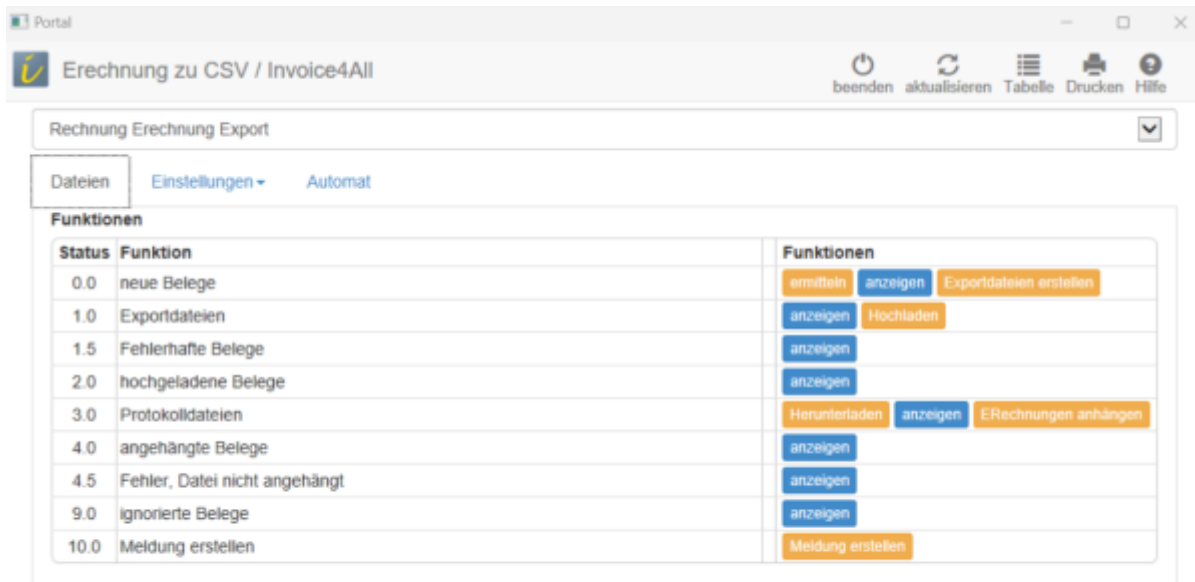 Portal
Erechnung zu CSV / Invoice4All
beenden aktualisieren Tabelle Drucken Hilfe
Rechnung Erechnung Export
Dateien Einstellungen Automat
Funktionen
Status Funktion Funktionen
0.0 neue Belege ermitteln anzeigen Exportdateien erstellen
1.0 Exportdateien anzeigen Hochladen
1.5 Fehlerhafte Belege anzeigen
2.0 hochgeladene Belege anzeigen
3.0 Protokolldateien Herunterladen anzeigen ERechnungen anhängen
4.0 angehängte Belege anzeigen
4.5 Fehler, Datei nicht angehängt anzeigen
9.0 ignorierte Belege anzeigen
10.0 Meldung erstellen Meldung erstellen